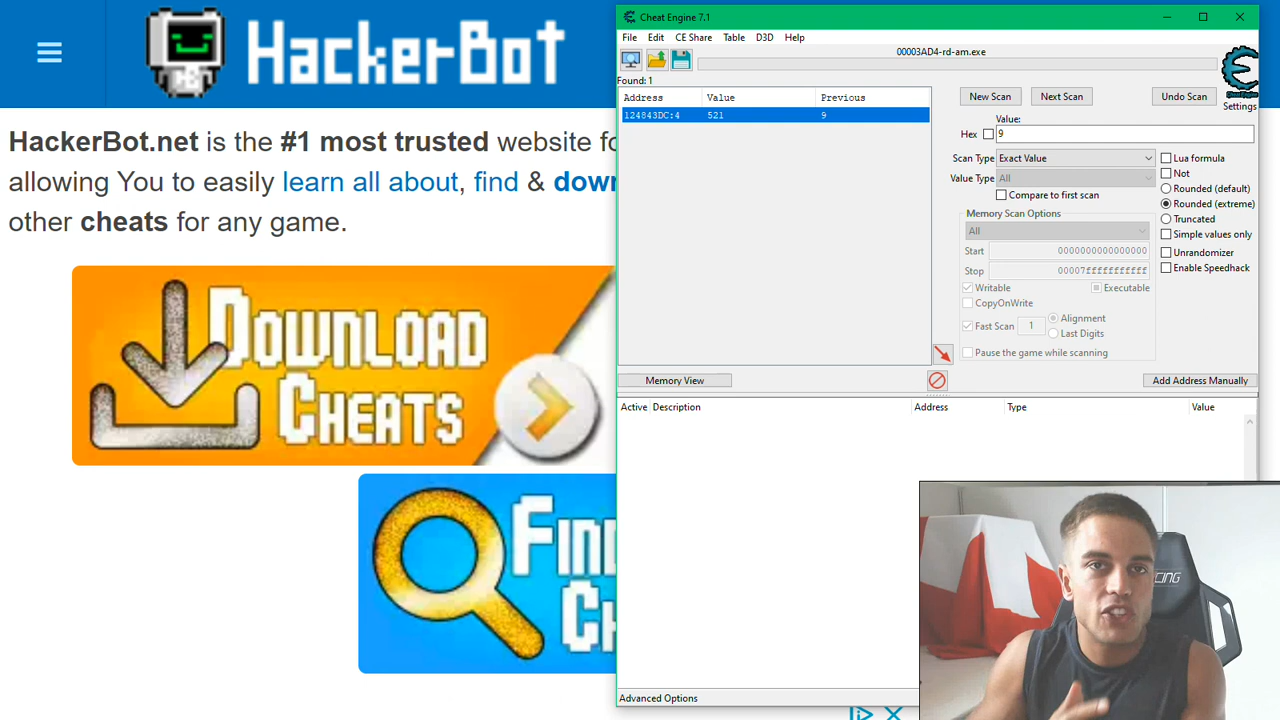 HackerBot
HackerBot.net is the #1 most trusted website fo
allowing You to easily learn all about, find & dow
other cheats for any game.
DOWNLOAD
CHEATS
FIN
CH
Cheat Engine 7.1
File Edit CE Share Table D3D Help
00003AD4-rd-am.exe
Found: 1
Address Value Previous
124843DC:4 521 9
New Scan Next Scan Undo Scan
Cheat Engine
Settings
Value:
Hex 9
Scan Type Exact Value
Value Type All
Compare to first scan
Memory Scan Options
All
Start 0000000000000000
Stop 00007fffffffffff
Writable Executable
CopyOnWrite
Fast Scan 1 Alignment
Last Digits
Pause the game while scanning
Lua formula
Not
Rounded (default)
Rounded (extreme)
Truncated
Simple values only
Unrandomizer
Enable Speedhack
Memory View Add Address Manually
Active Description Address Type Value
Advanced Options
CING